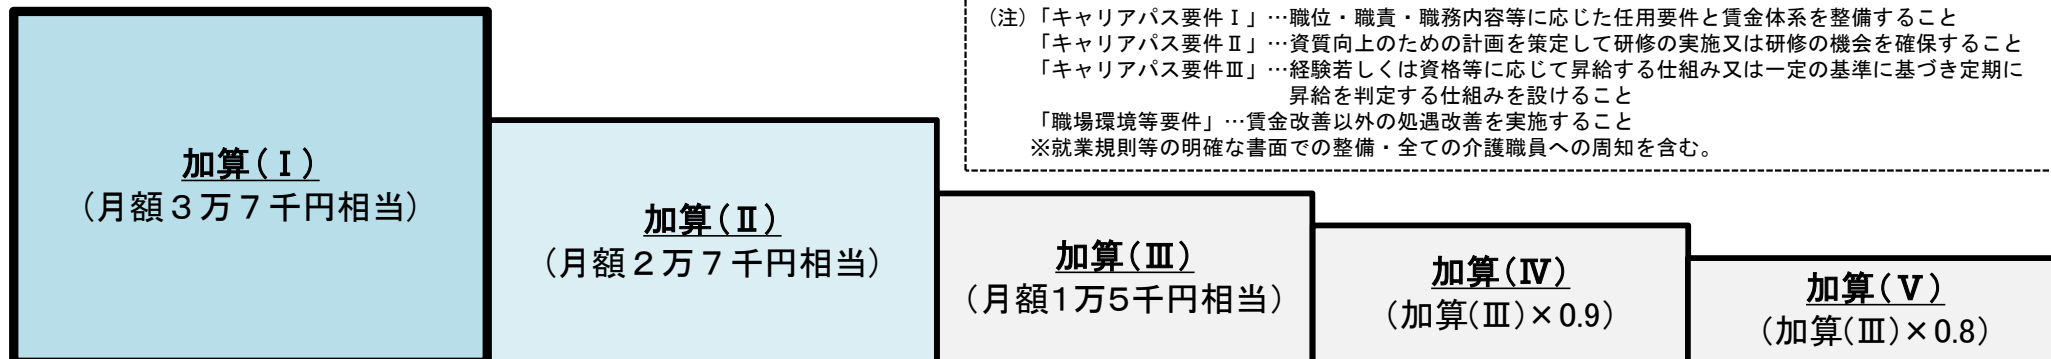 (注)「キャリアパス要件Ⅰ」…職位・職責・職務内容等に応じた任用要件と賃金体系を整備すること
「キャリアパス要件Ⅱ」…資質向上のための計画を策定して研修の実施又は研修の機会を確保すること
「キャリアパス要件Ⅲ」…経験若しくは資格等に応じて昇給する仕組み又は一定の基準に基づき定期に
昇給を判定する仕組みを設けること
「職場環境等要件」…賃金改善以外の処遇改善を実施すること
※就業規則等の明確な書面での整備・全ての介護職員への周知を含む。
加算(Ⅰ)
(月額3万7千円相当)
加算(Ⅱ)
(月額2万7千円相当)
加算(Ⅲ)
(月額1万5千円相当)
加算(Ⅳ)
(加算(Ⅲ)×0.9)
加算(Ⅴ)
(加算(Ⅲ)×0.8)